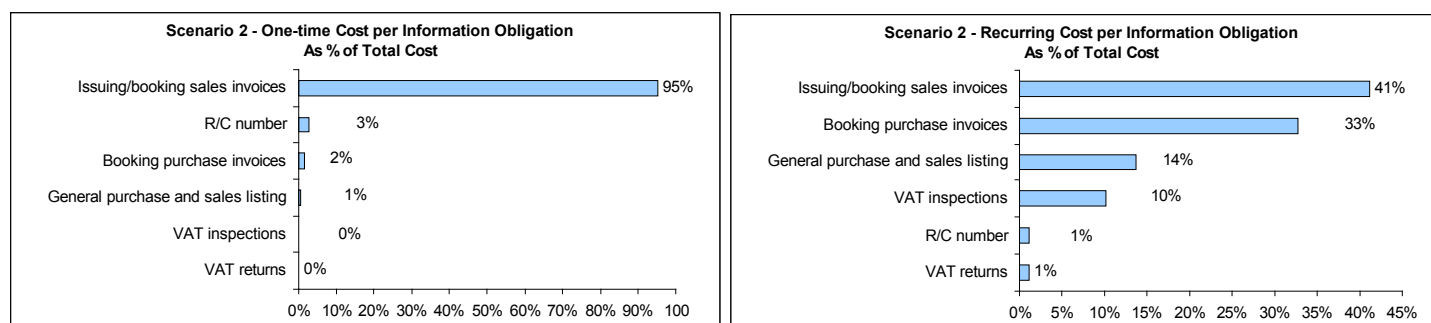 Scenario 2 - One-time Cost per Information Obligation
As % of Total Cost
Issuing/booking sales invoices 95%
R/C number 3%
Booking purchase invoices 2%
General purchase and sales listing 1%
VAT inspections 0%
VAT returns 0%
0% 10% 20% 30% 40% 50% 60% 70% 80% 90% 100
Scenario 2 - Recurring Cost per Information Obligation
As % of Total Cost
Issuing/booking sales invoices 41%
Booking purchase invoices 33%
General purchase and sales listing 14%
VAT inspections 10%
R/C number 1%
VAT returns 1%
0% 5% 10% 15% 20% 25% 30% 35% 40% 45%